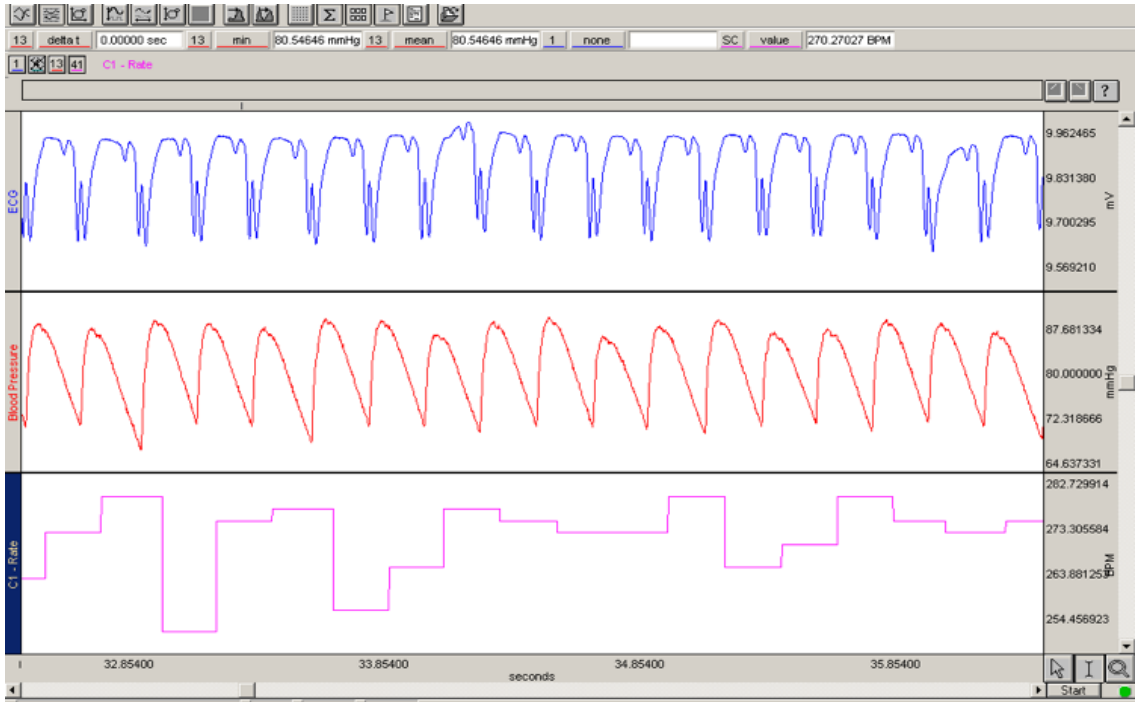 13 delta t 0.00000 sec 13 min 80.54646 mmHg 13 mean 80.54646 mmHg 1 none SC value 270.27027 BPM
1 13 41 C1 - Rate
?
ECG
9.962465
9.831380
9.700295
9.569210
mV
Blood Pressure
87.681334
80.000000
72.318666
64.637331
mmHg
C1 - Rate
282.729914
273.305584
263.881253
254.456923
BPM
32.85400 33.85400 34.85400 35.85400
seconds
Start